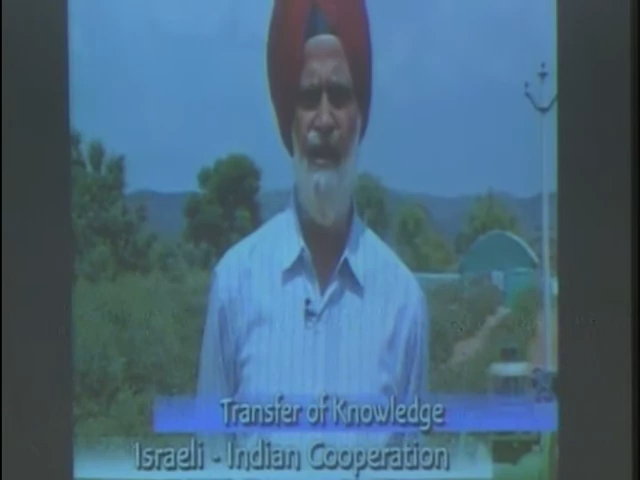 Transfer of Knowledge
Israeli - Indian Cooperation